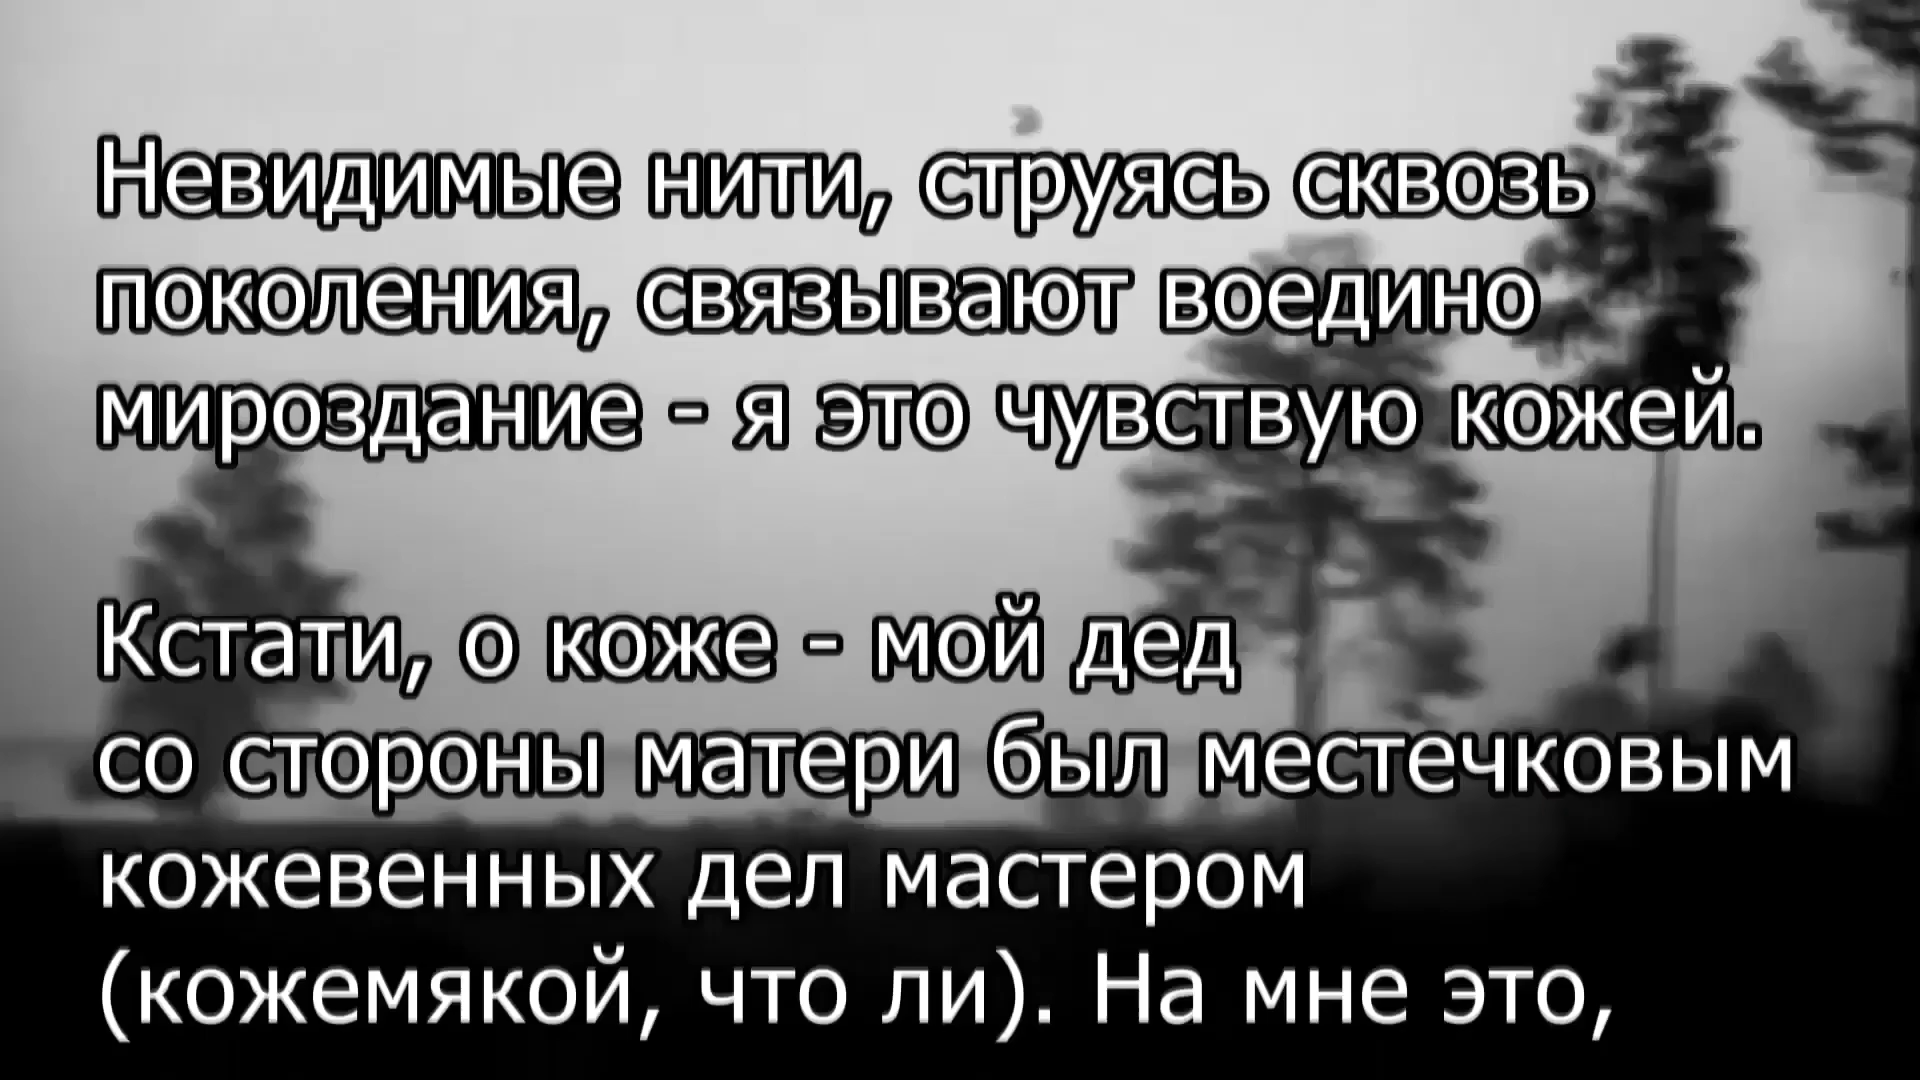 Невидимые нити, струясь сквозь
поколения, связывают воедино
мироздание - я это чувствую кожей.
Кстати, о коже - мой дед
со стороны матери был местечковым
кожевенных дел мастером
(кожемякой, что ли). На мне это,